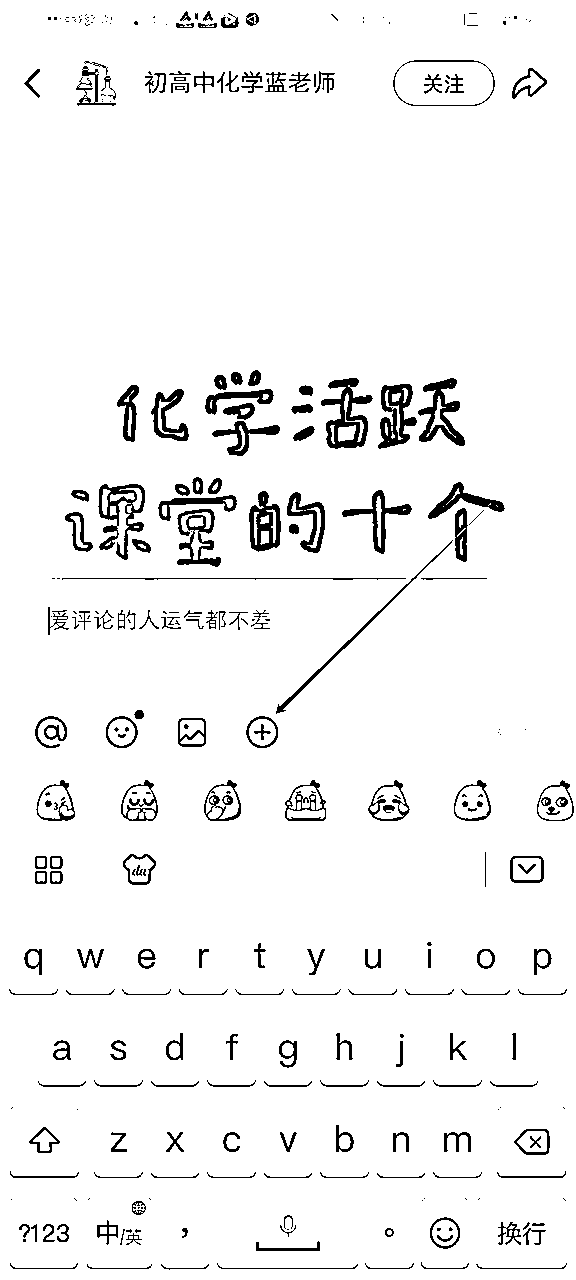 初高中化学蓝老师
关注
化学活跃
课堂的十个
爱评论的人运气都不差
@
du
q w e r t y u i o p
a s d f g h j k l
z x c v b n m
?123 中/英 , 。 换行